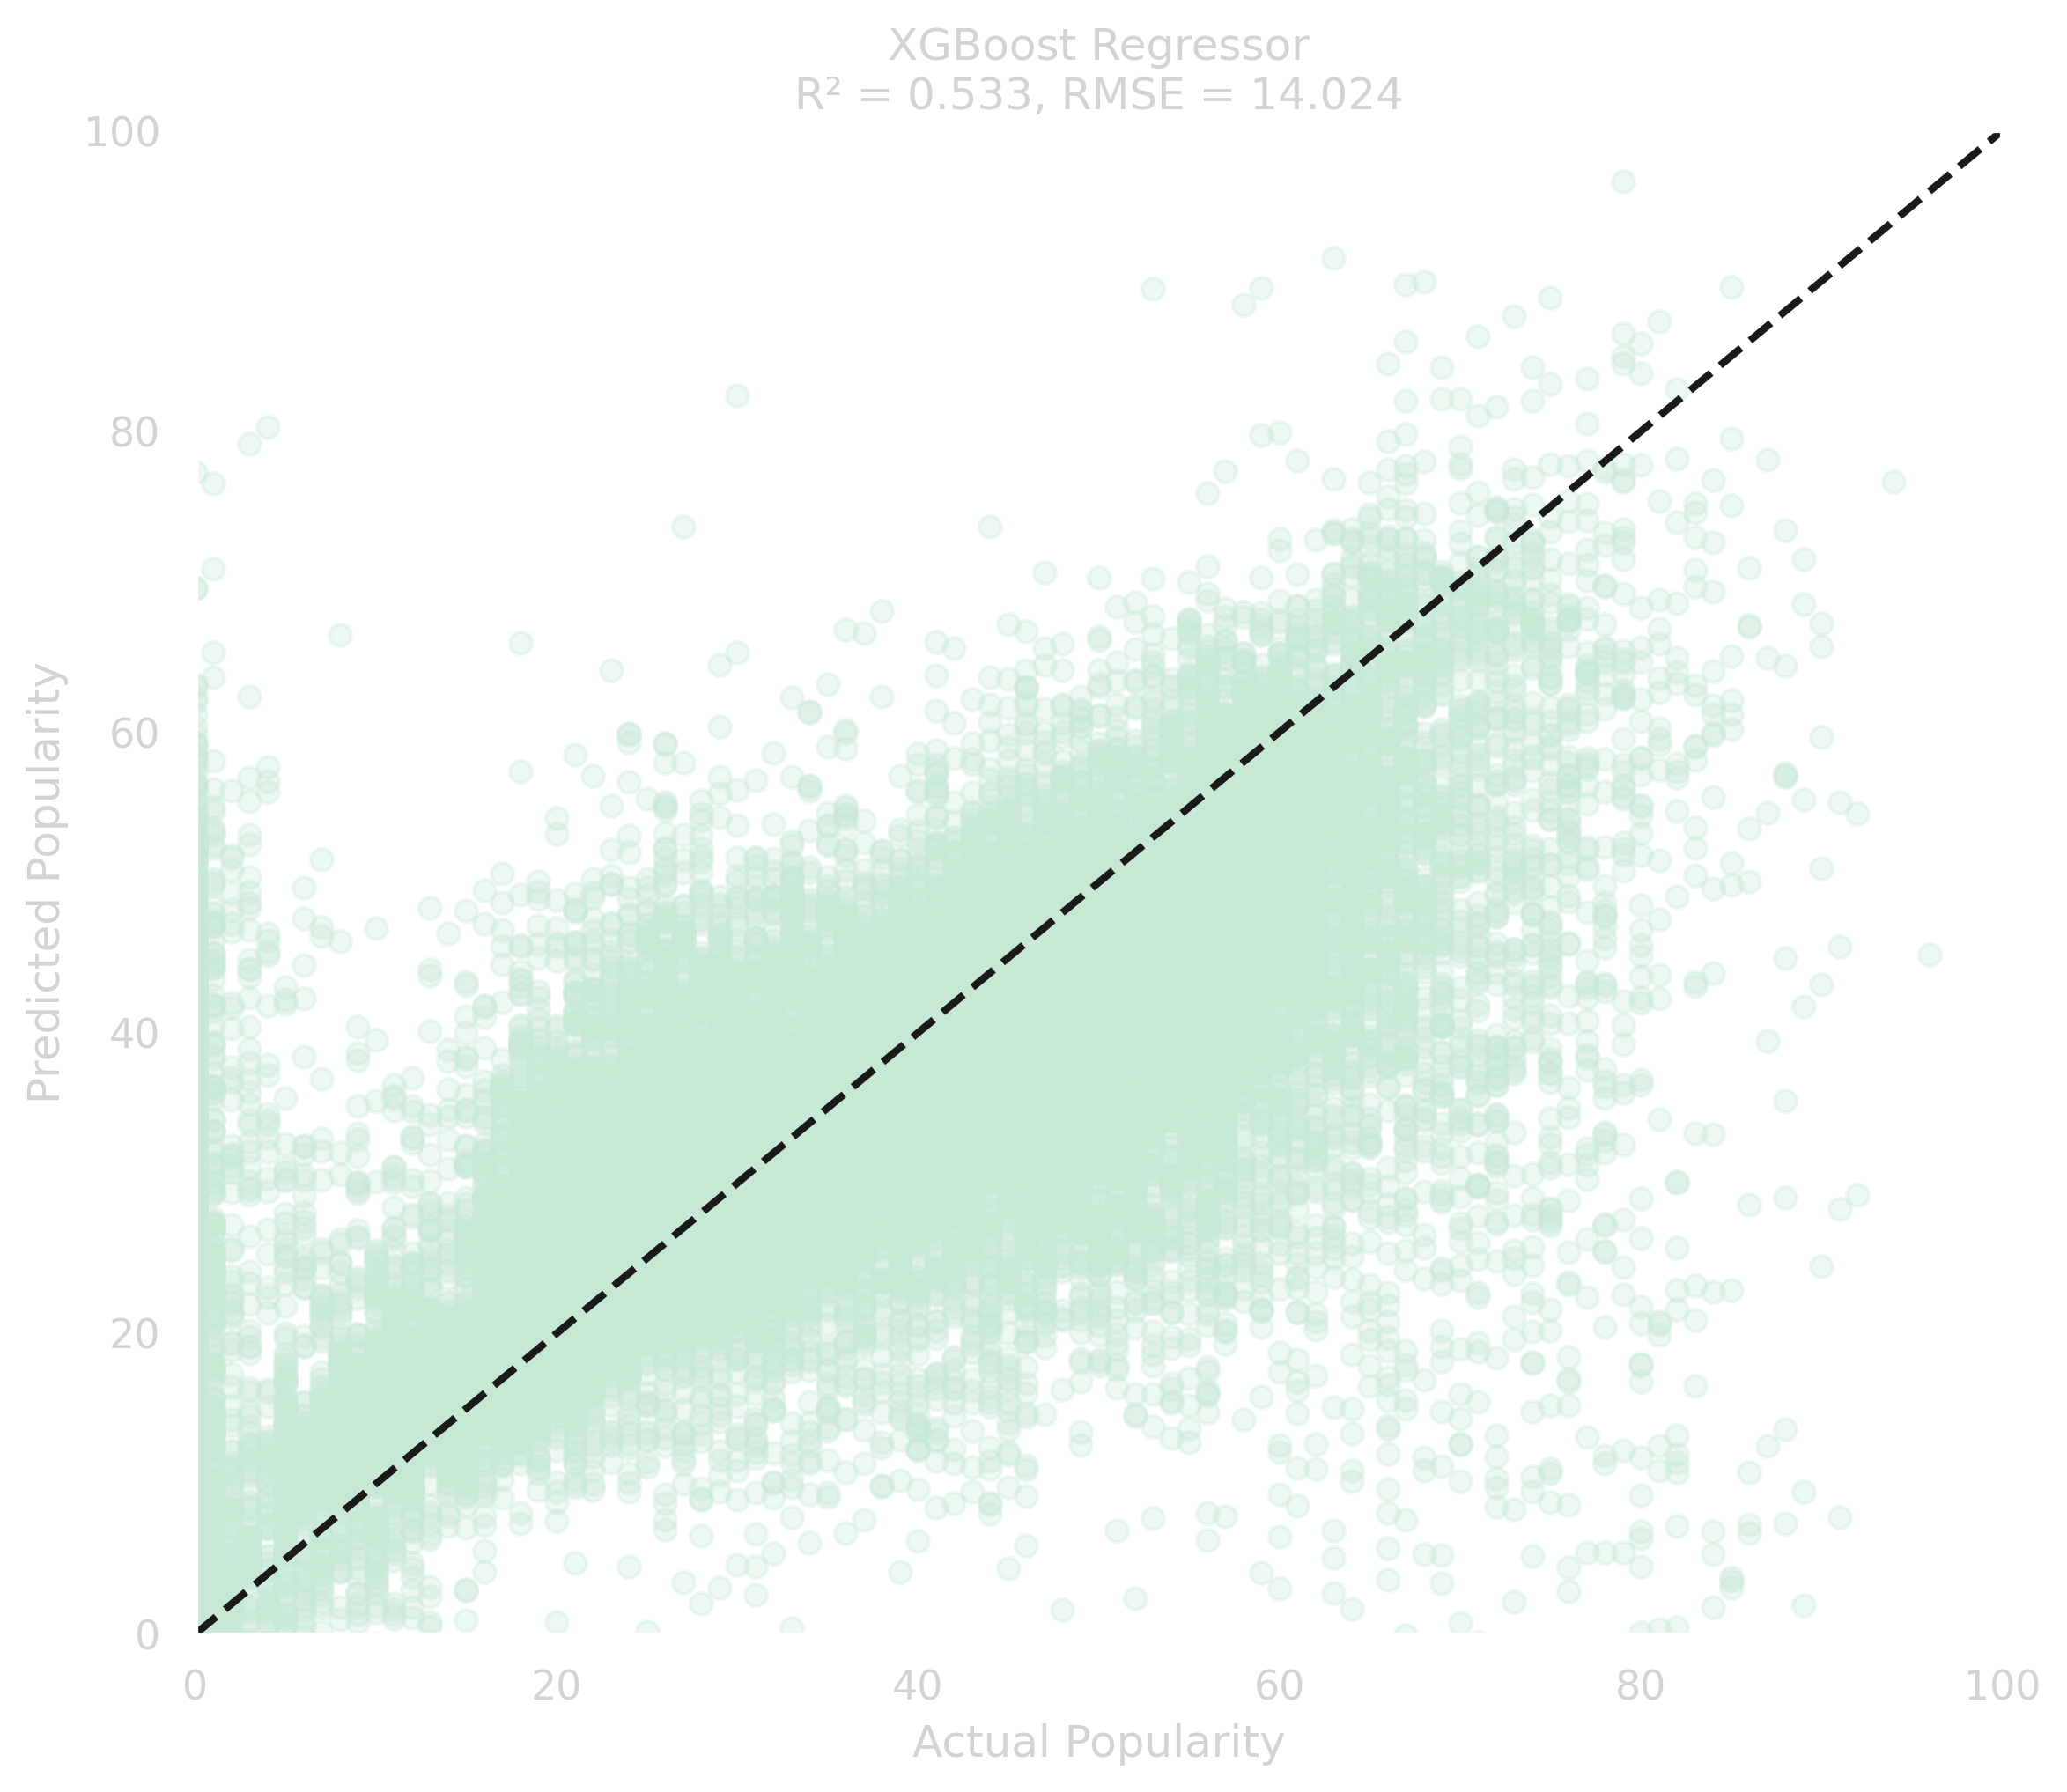 XGBoost Regressor
R² = 0.533, RMSE = 14.024
100
80
60
40
20
0
Predicted Popularity
0 20 40 60 80 100
Actual Popularity